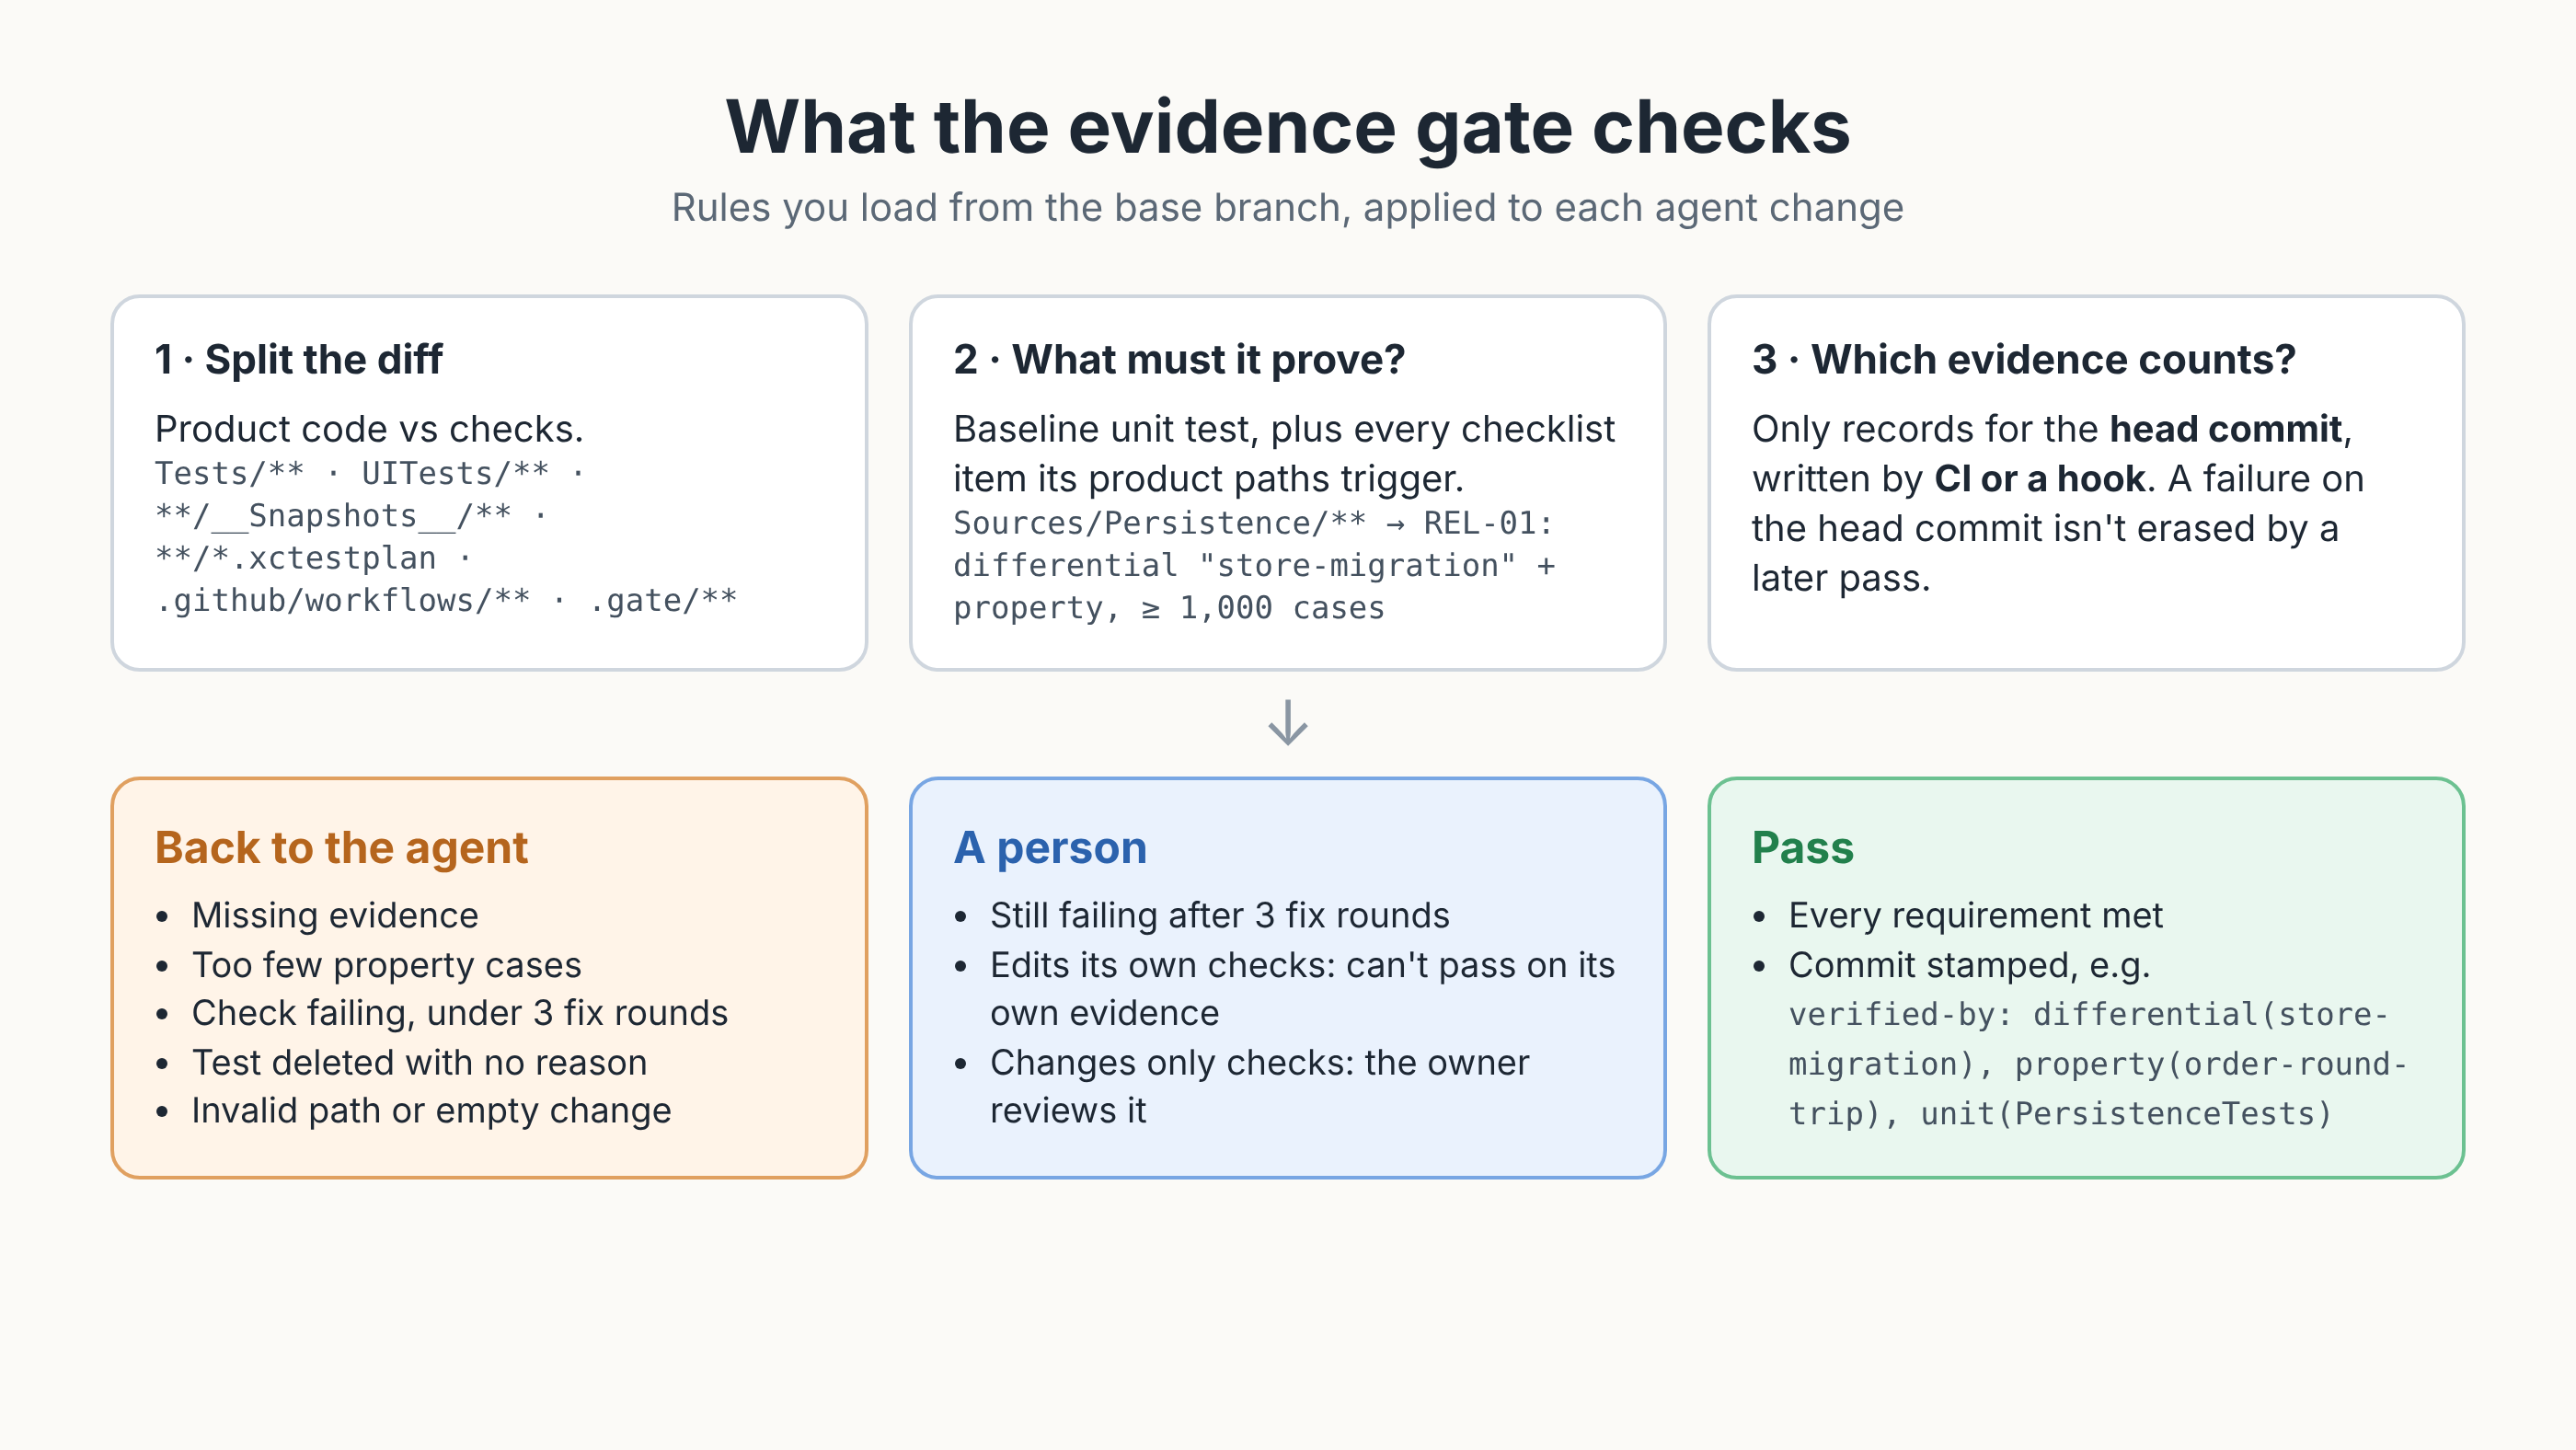 What the evidence gate checks
Rules you load from the base branch, applied to each agent change
1 · Split the diff
Product code vs checks.
Tests/** · UITests/** ·
**/__Snapshots__/** ·
**/*.xctestplan ·
.github/workflows/** · .gate/**
2 · What must it prove?
Baseline unit test, plus every checklist
item its product paths trigger.
Sources/Persistence/** → REL-01:
differential "store-migration" +
property, ≥ 1,000 cases
3 · Which evidence counts?
Only records for the head commit,
written by CI or a hook. A failure on
the head commit isn't erased by a
later pass.
↓
Back to the agent
• Missing evidence
• Too few property cases
• Check failing, under 3 fix rounds
• Test deleted with no reason
• Invalid path or empty change
A person
• Still failing after 3 fix rounds
• Edits its own checks: can't pass on its
own evidence
• Changes only checks: the owner
reviews it
Pass
• Every requirement met
• Commit stamped, e.g.
verified-by: differential(store-
migration), property(order-round-
trip), unit(PersistenceTests)